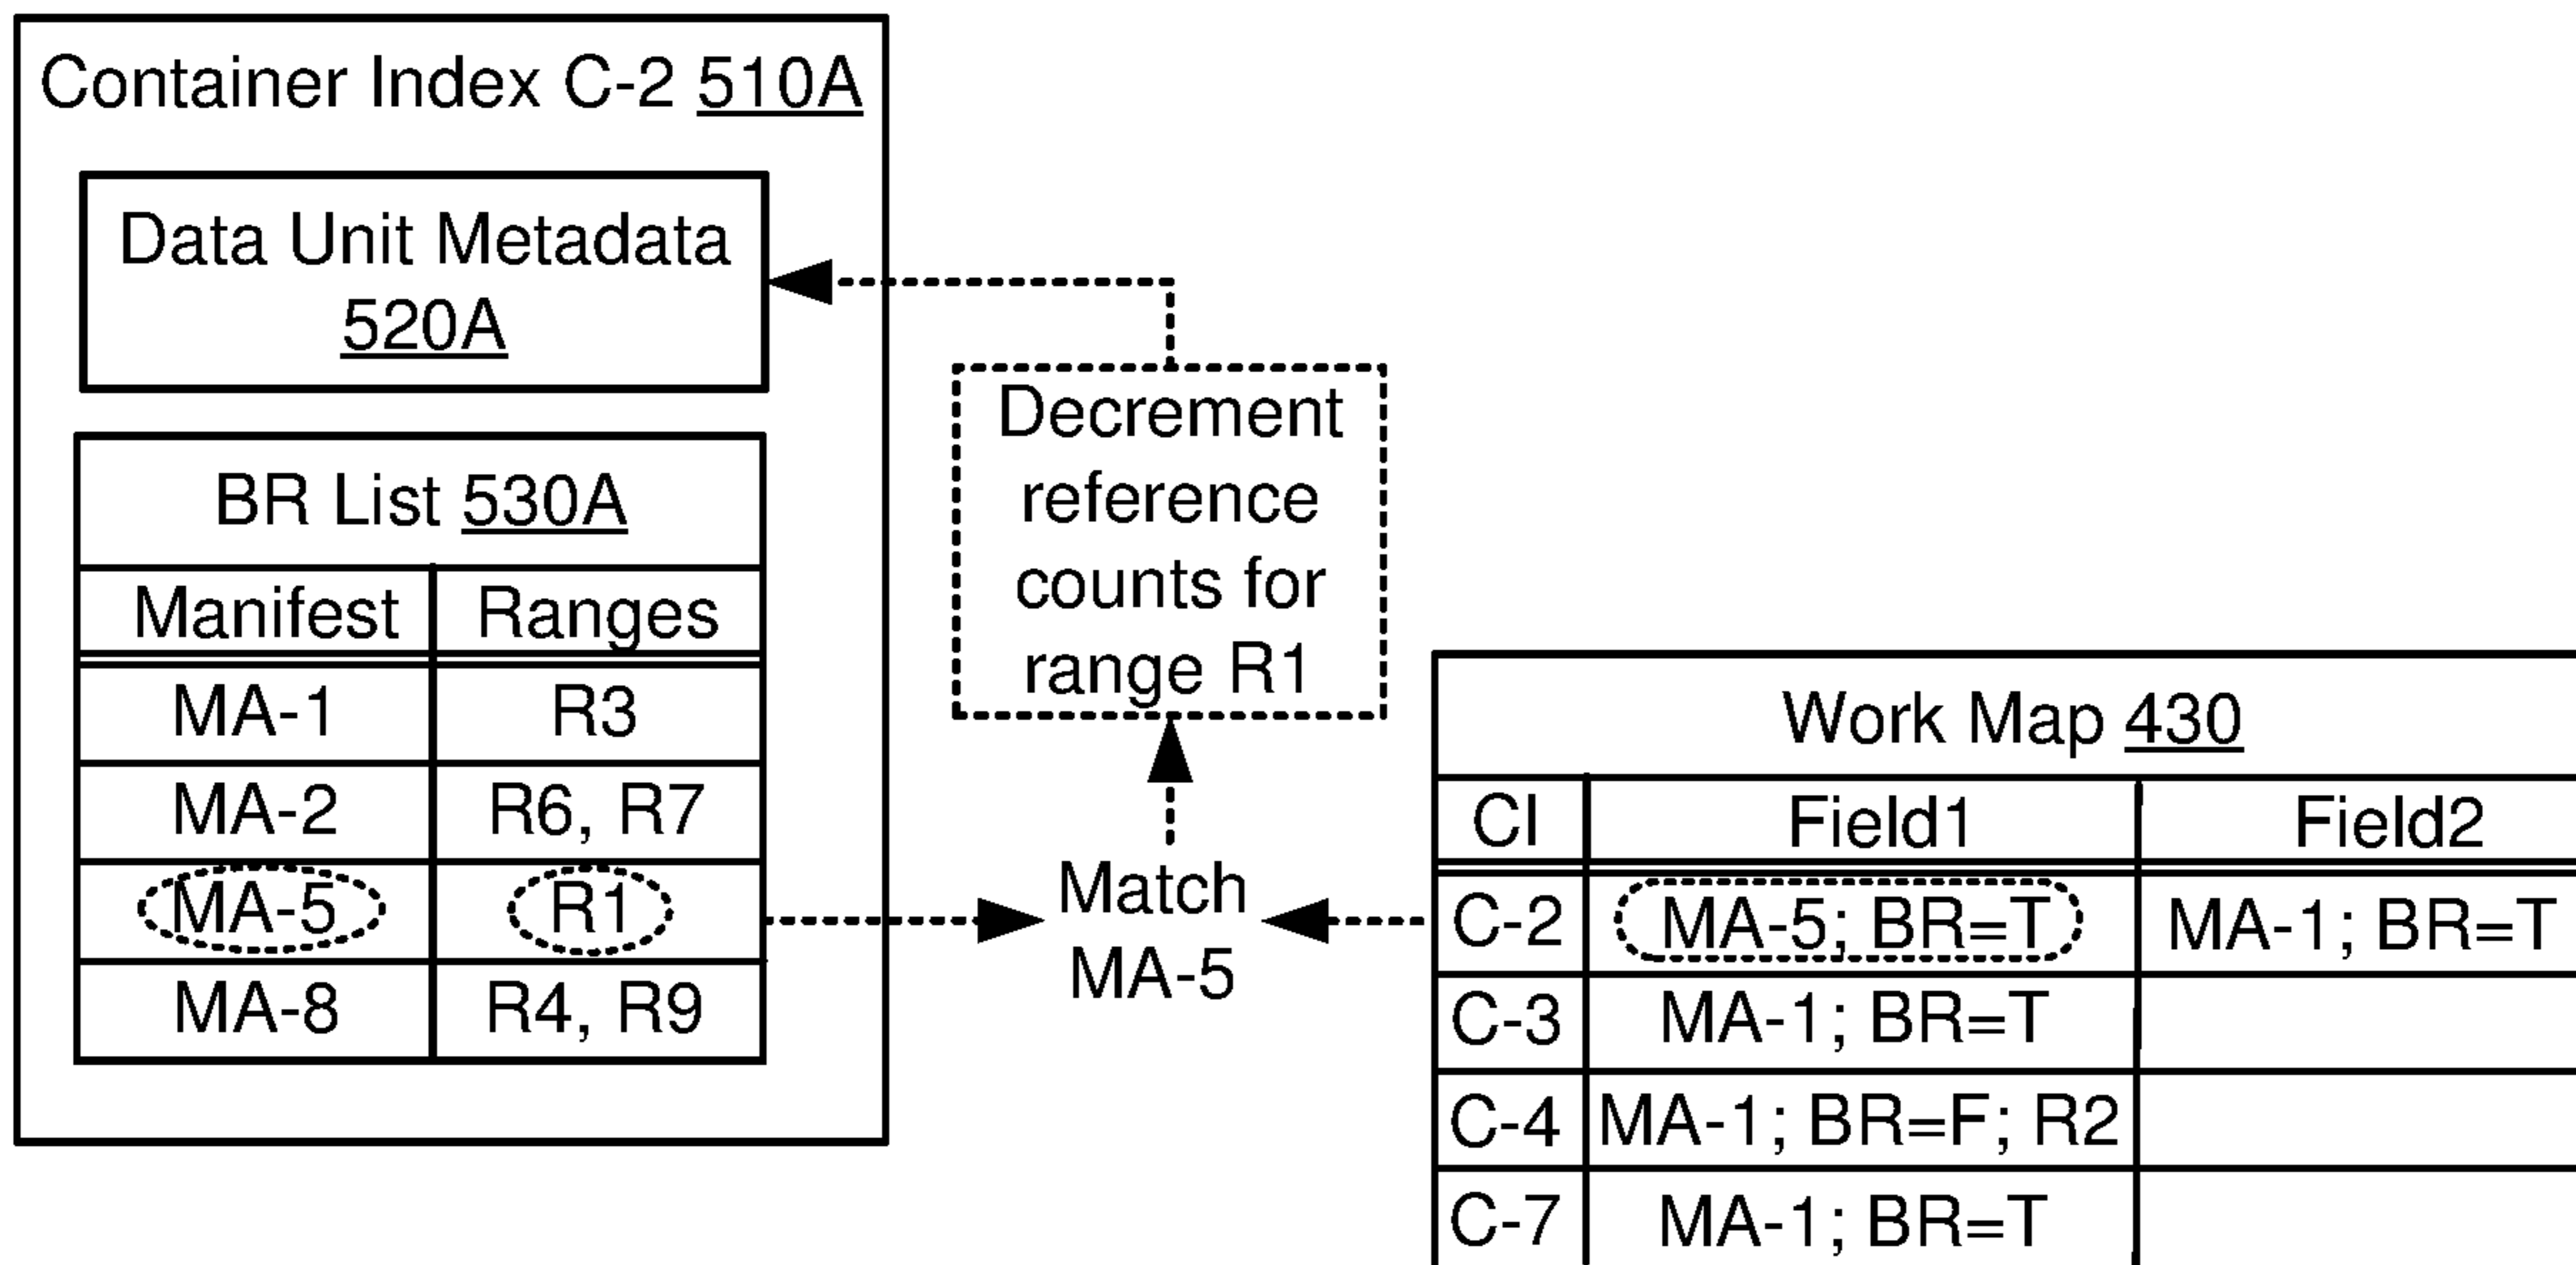 Container Index C-2 510A
Data Unit Metadata
520A
BR List 530A
Manifest Ranges
MA-1 R3
MA-2 R6, R7
MA-5 R1
MA-8 R4, R9
Decrement
reference
counts for
range R1
Match
MA-5
Work Map 430
CI Field1 Field2
C-2 MA-5; BR=T MA-1; BR=T
C-3 MA-1; BR=T
C-4 MA-1; BR=F; R2
C-7 MA-1; BR=T